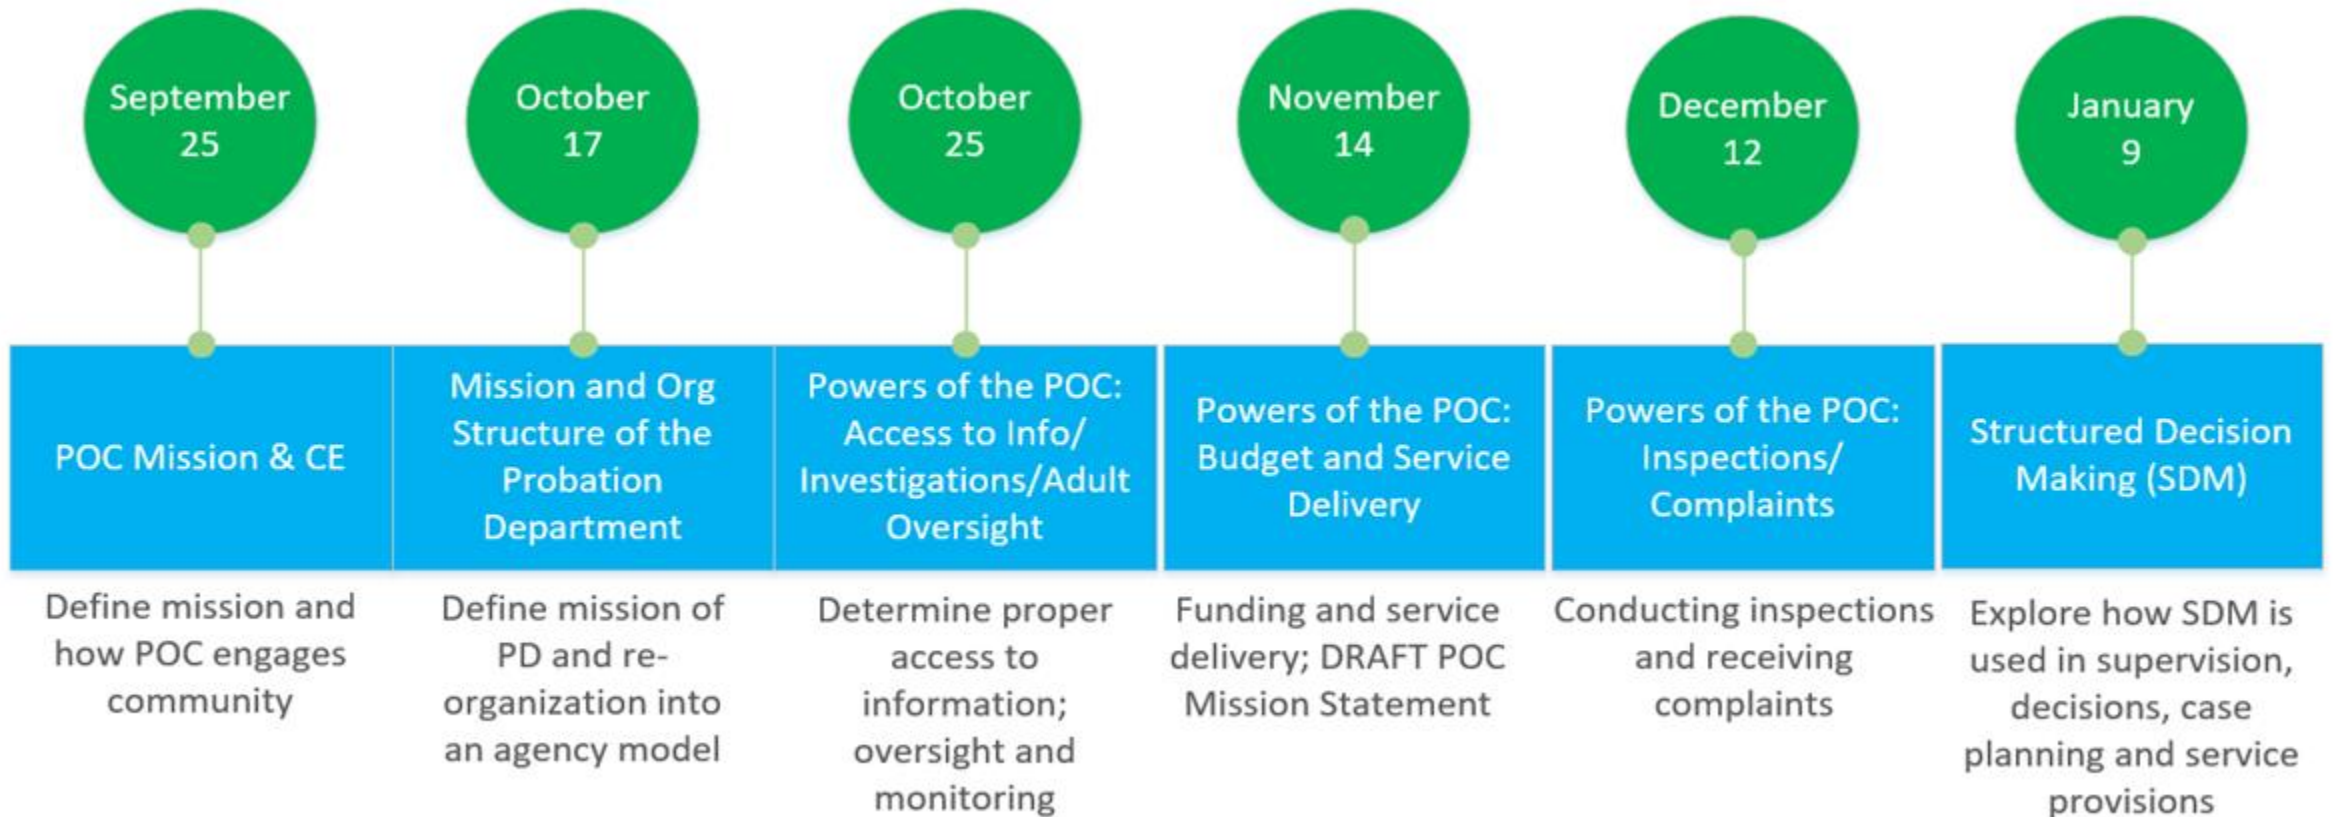 September
25
October
17
October
25
November
14
December
12
January
9
POC Mission & CE
Mission and Org
Structure of the
Probation
Department
Powers of the POC:
Access to Info/
Investigations/Adult
Oversight
Powers of the POC:
Budget and Service
Delivery
Powers of the POC:
Inspections/
Complaints
Structured Decision
Making (SDM)
Define mission and
how POC engages
community
Define mission of
PD and re-
organization into
an agency model
Determine proper
access to
information;
oversight and
monitoring
Funding and service
delivery; DRAFT POC
Mission Statement
Conducting inspections
and receiving
complaints
Explore how SDM is
used in supervision,
decisions, case
planning and service
provisions